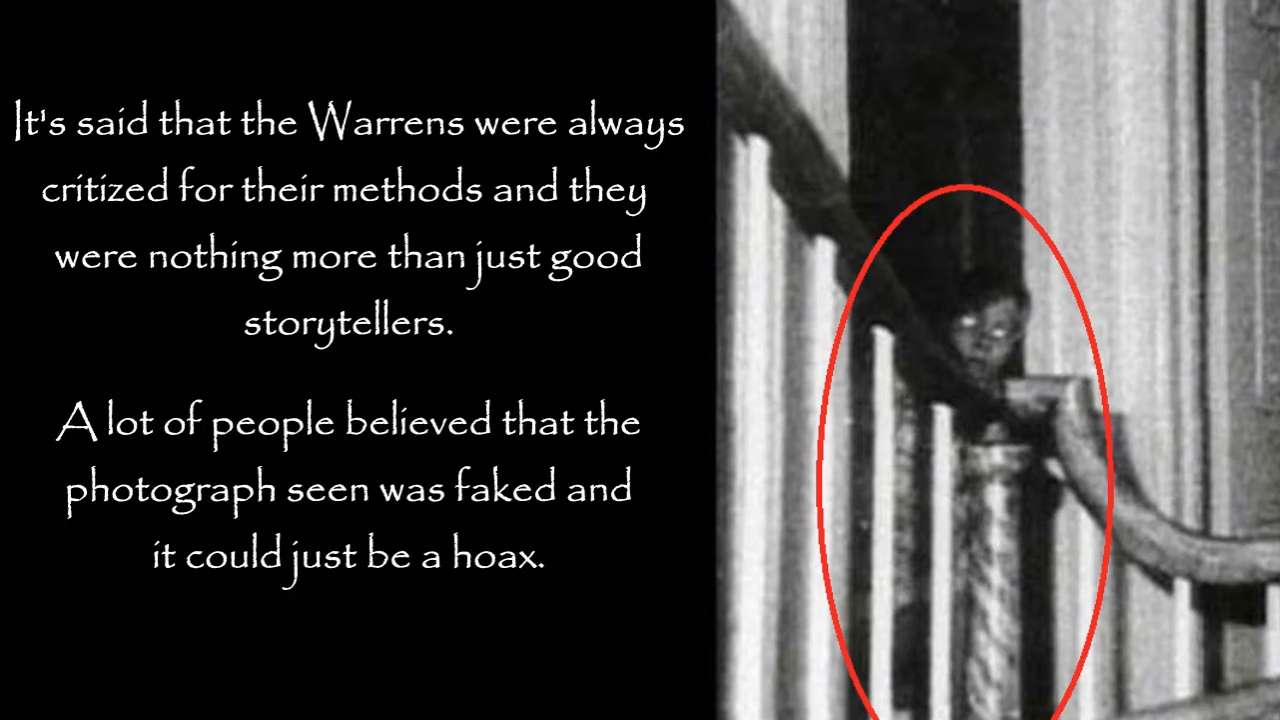 It's said that the Warrens were always
critized for their methods and they
were nothing more than just good
storytellers.
A lot of people believed that the
photograph seen was faked and
it could just be a hoax.